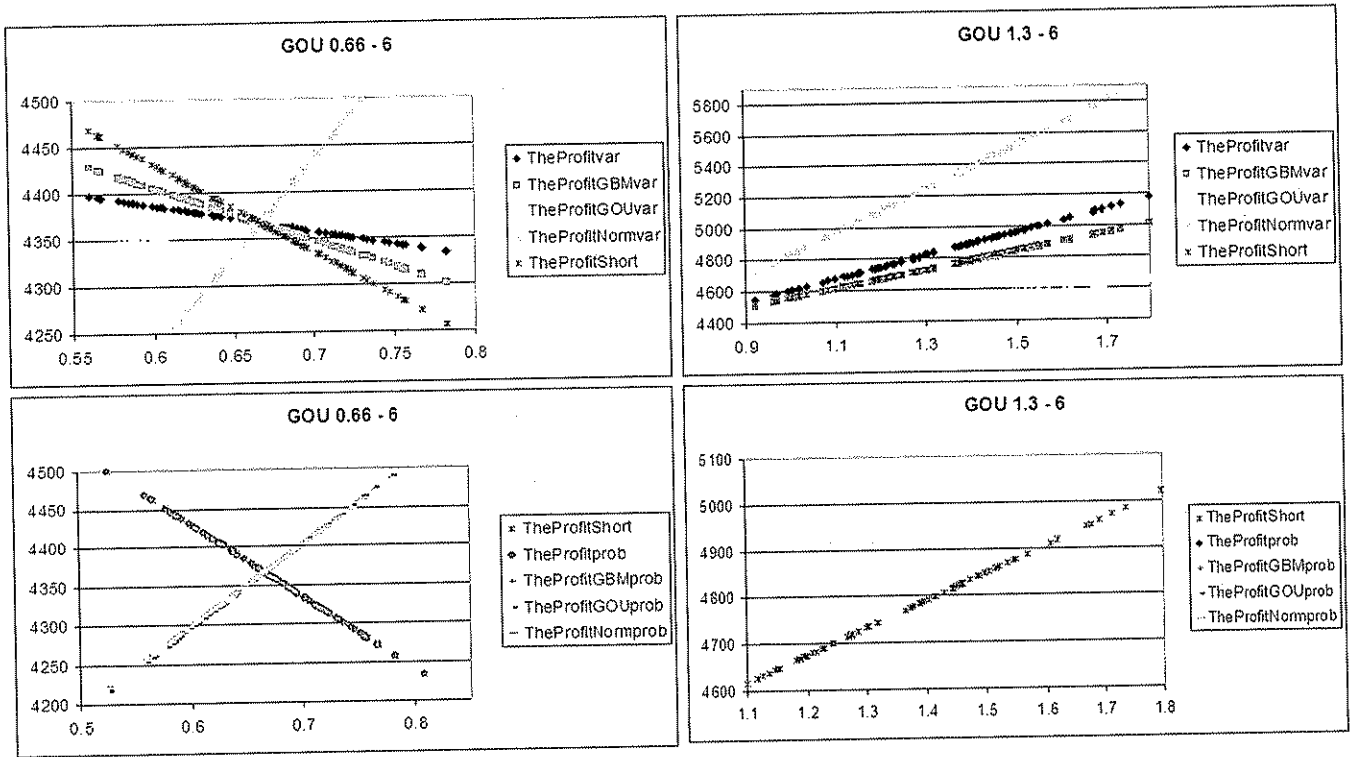 GOU 0.66 - 6
4500
4450
4400
4350
4300
4250
0.55
0.6
0.65
0.7
0.75
0.8
TheProfitvar
TheProfitGBMvar
TheProfitGOUvar
TheProfitNormvar
TheProfitShort
GOU 1.3 - 6
5800
5600
5400
5200
5000
4800
4600
4400
0.9
1.1
1.3
1.5
1.7
TheProfitvar
TheProfitGBMvar
TheProfitGOUvar
TheProfitNormvar
TheProfitShort
GOU 0.66 - 6
4500
4450
4400
4350
4300
4250
4200
0.5
0.6
0.7
0.8
TheProfitShort
TheProfitprob
TheProfitGBMprob
TheProfitGOUprob
TheProfitNormprob
GOU 1.3 - 6
5100
5000
4900
4800
4700
4600
1.1
1.2
1.3
1.4
1.5
1.6
1.7
1.8
TheProfitShort
TheProfitprob
TheProfitGBMprob
TheProfitGOUprob
TheProfitNormprob